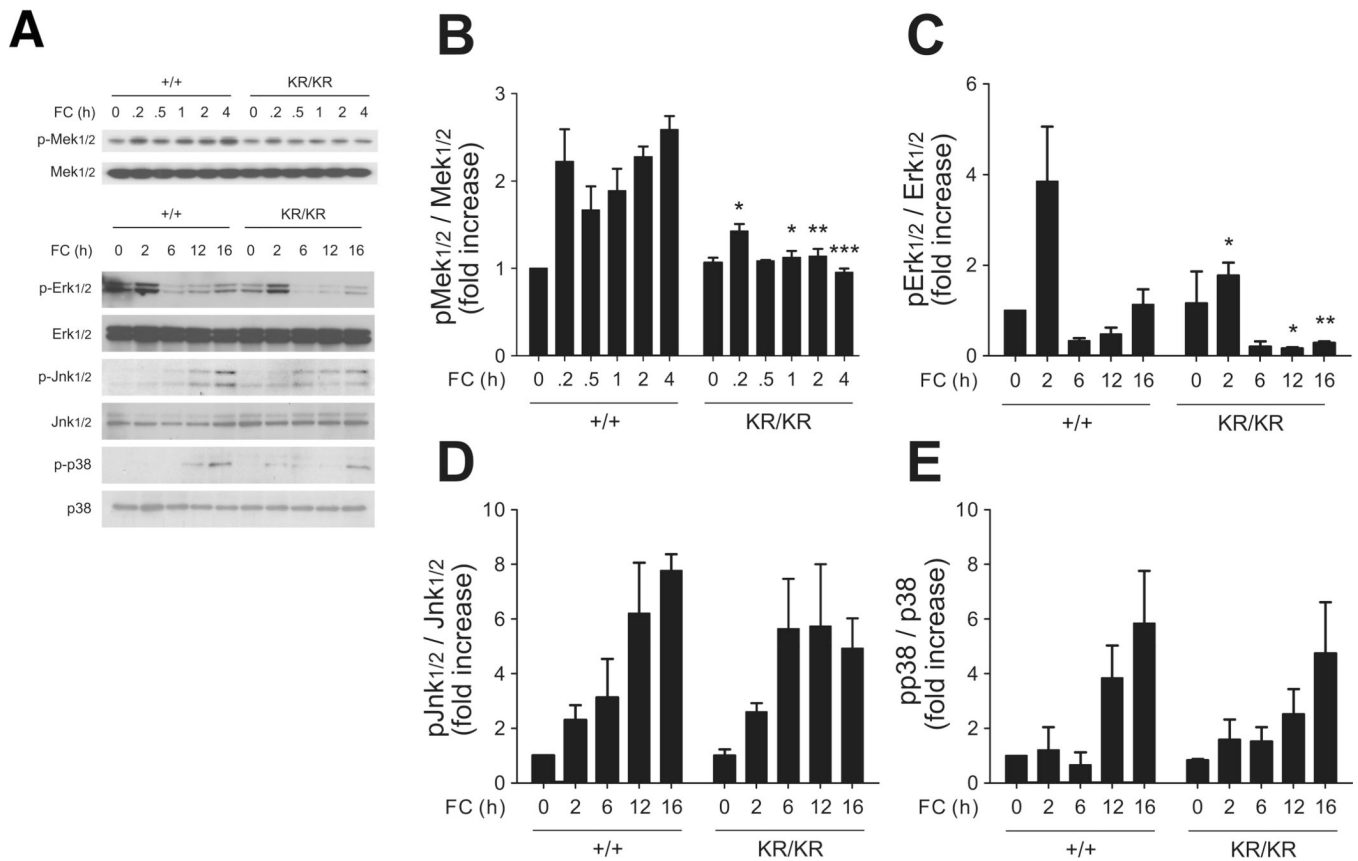 A
+/+ KR/KR
FC (h) 0 .2 .5 1 2 4 0 .2 .5 1 2 4
p-Mek1/2
Mek1/2
+/+ KR/KR
FC (h) 0 2 6 12 16 0 2 6 12 16
p-Erk1/2
Erk1/2
p-Jnk1/2
Jnk1/2
p-p38
p38
B
pMek1/2 / Mek1/2
(fold increase)
3
2
1
0
* * ** ***
FC (h) 0 .2 .5 1 2 4 0 .2 .5 1 2 4
+/+ KR/KR
C
pErk1/2 / Erk1/2
(fold increase)
6
4
2
0
* * **
FC (h) 0 2 6 12 16 0 2 6 12 16
+/+ KR/KR
D
pJnk1/2 / Jnk1/2
(fold increase)
10
8
6
4
2
0
FC (h) 0 2 6 12 16 0 2 6 12 16
+/+ KR/KR
E
pp38 / p38
(fold increase)
10
8
6
4
2
0
FC (h) 0 2 6 12 16 0 2 6 12 16
+/+ KR/KR